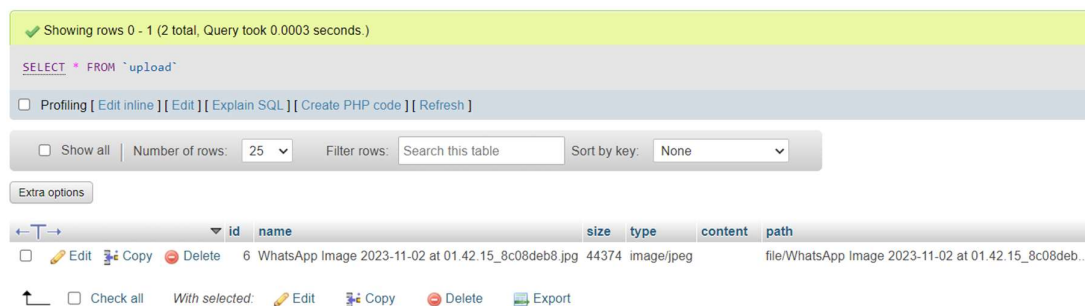 Showing rows 0 - 1 (2 total, Query took 0.0003 seconds.)
SELECT * FROM `upload`
Profiling [ Edit inline ] [ Edit ] [ Explain SQL ] [ Create PHP code ] [ Refresh ]
Show all | Number of rows: 25 Filter rows: Search this table Sort by key: None
Extra options
←T→ id name size type content path
Edit Copy Delete 6 WhatsApp Image 2023-11-02 at 01.42.15_8c08deb8.jpg 44374 image/jpeg file/WhatsApp Image 2023-11-02 at 01.42.15_8c08deb...
Check all With selected: Edit Copy Delete Export